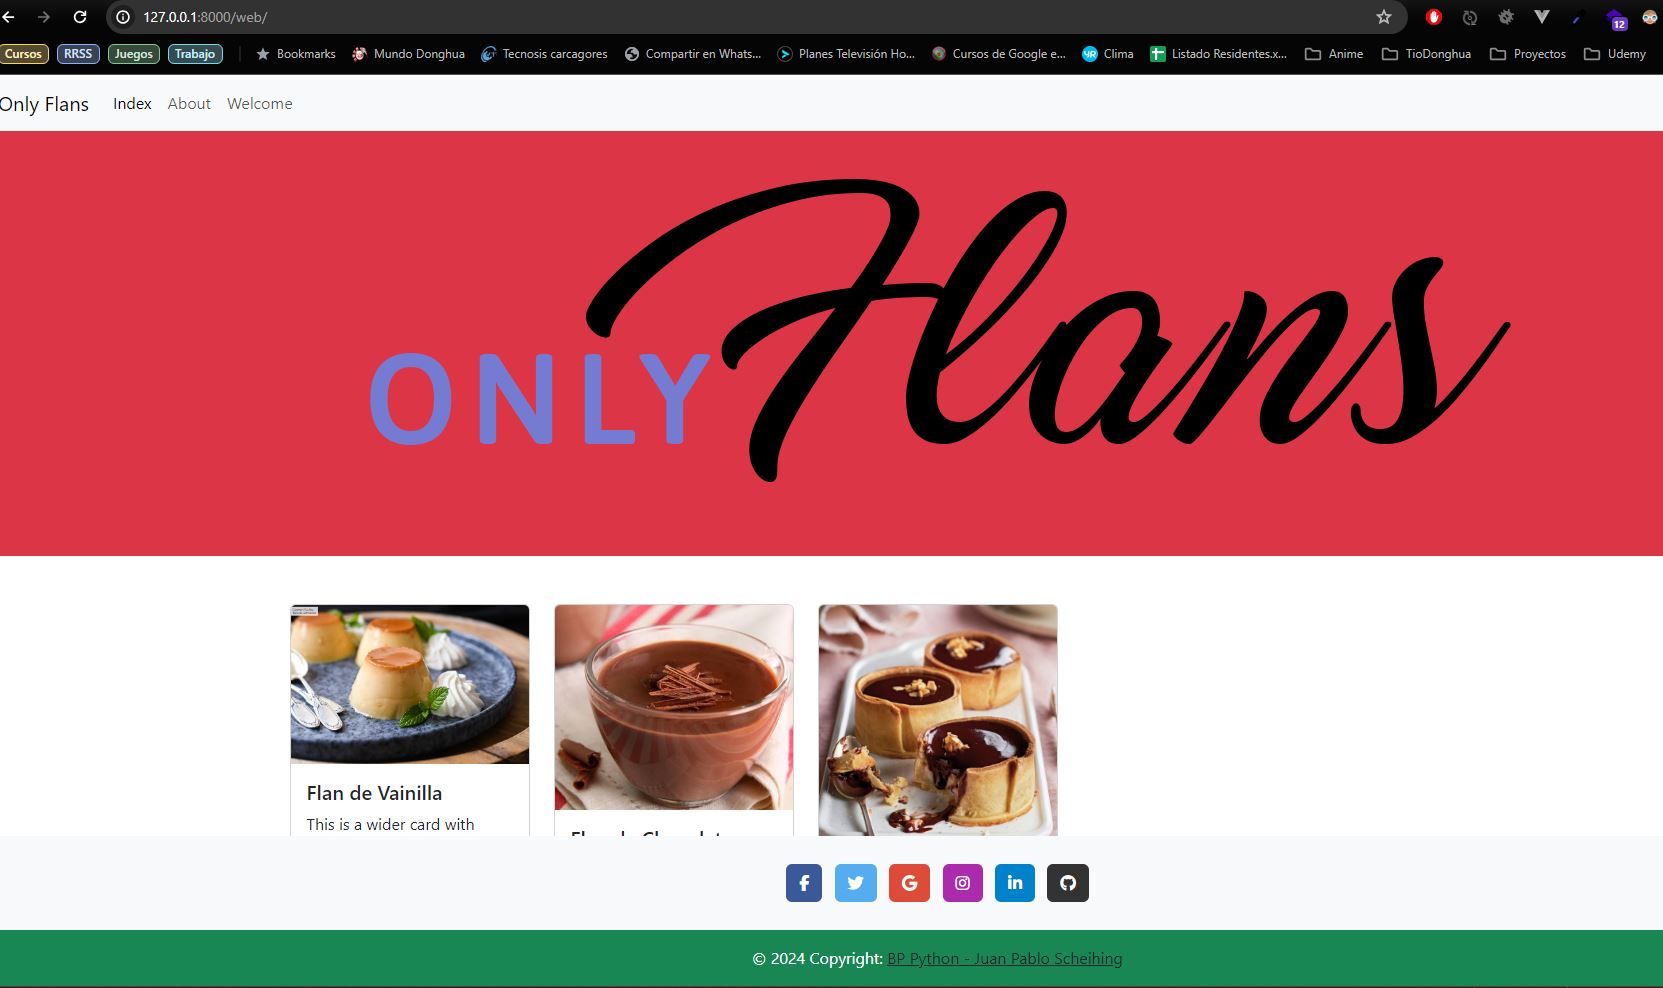 127.0.0.1:8000/web/
Cursos RRSS Juegos Trabajo Bookmarks Mundo Donghua Tecnosis carcagores Compartir en Whats... Planes Televisión Ho... Cursos de Google e... Clima Listado Residentes.x... Anime TioDonghua Proyectos Udemy
12
Only Flans Index About Welcome
ONLY Flans
Flan de Vainilla
This is a wider card with
© 2024 Copyright: BP Python - Juan Pablo Scheihing